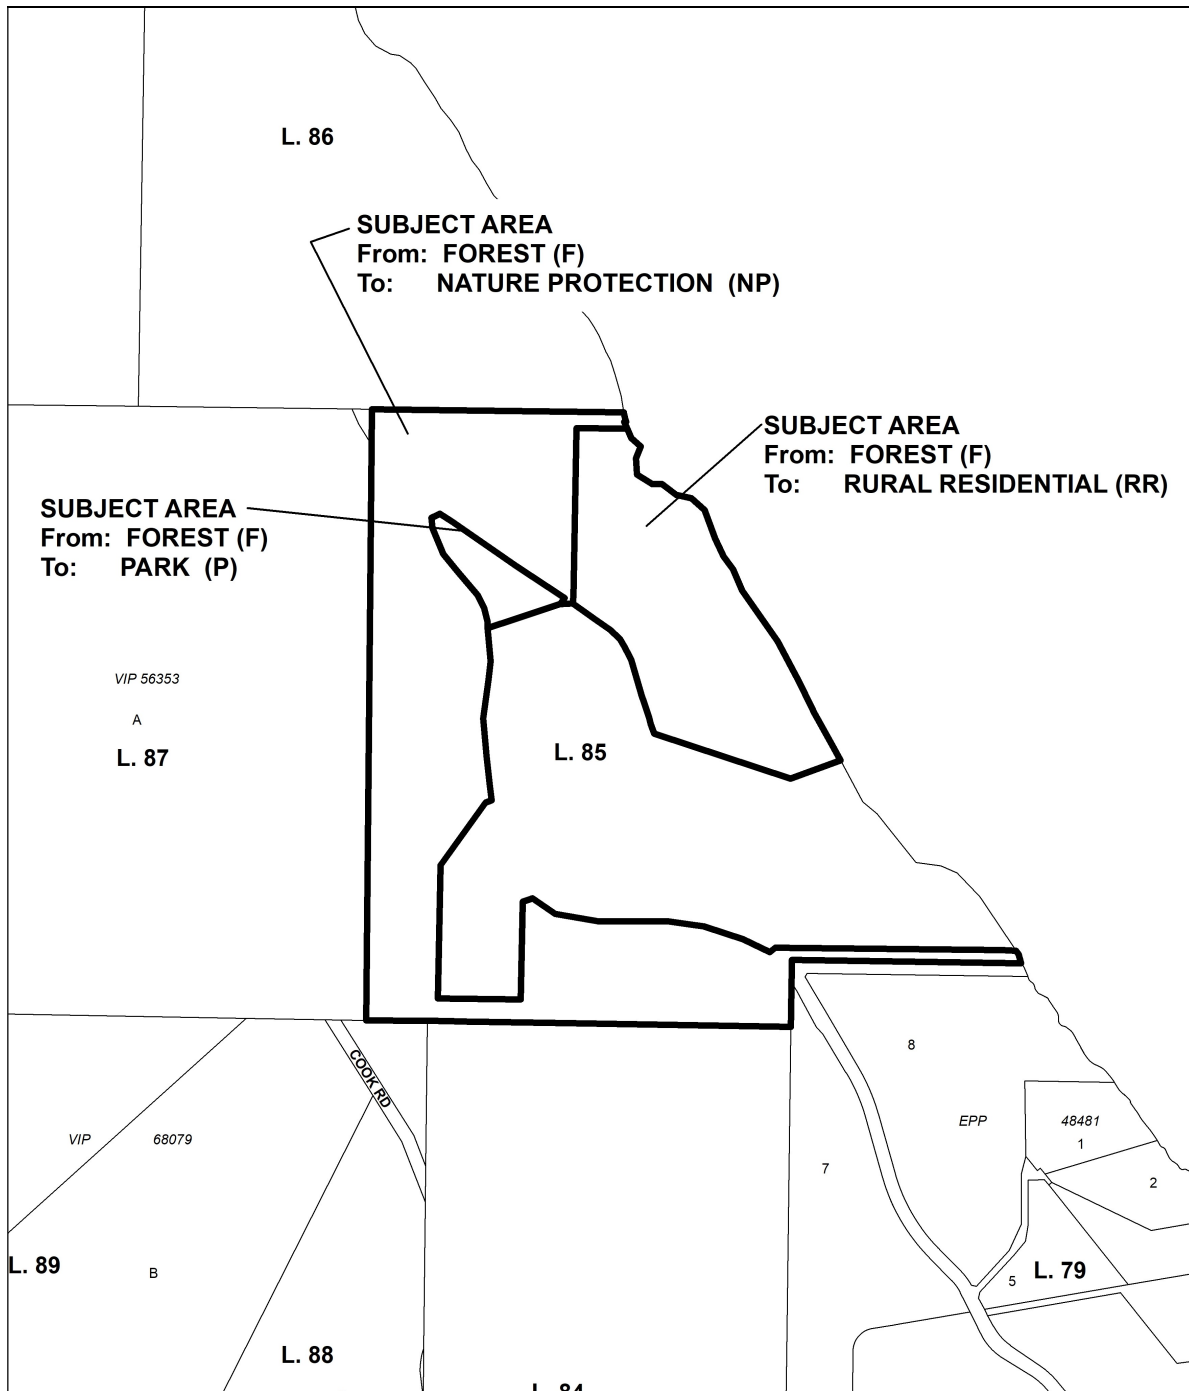 L. 86
SUBJECT AREA
From: FOREST (F)
To: NATURE PROTECTION (NP)
SUBJECT AREA
From: FOREST (F)
To: RURAL RESIDENTIAL (RR)
SUBJECT AREA
From: FOREST (F)
To: PARK (P)
VIP 56353
A
L. 87
L. 85
COOK RD
8
VIP 68079
EPP 48481
1
7
2
L. 89
B
5
L. 79
L. 88
L. 84